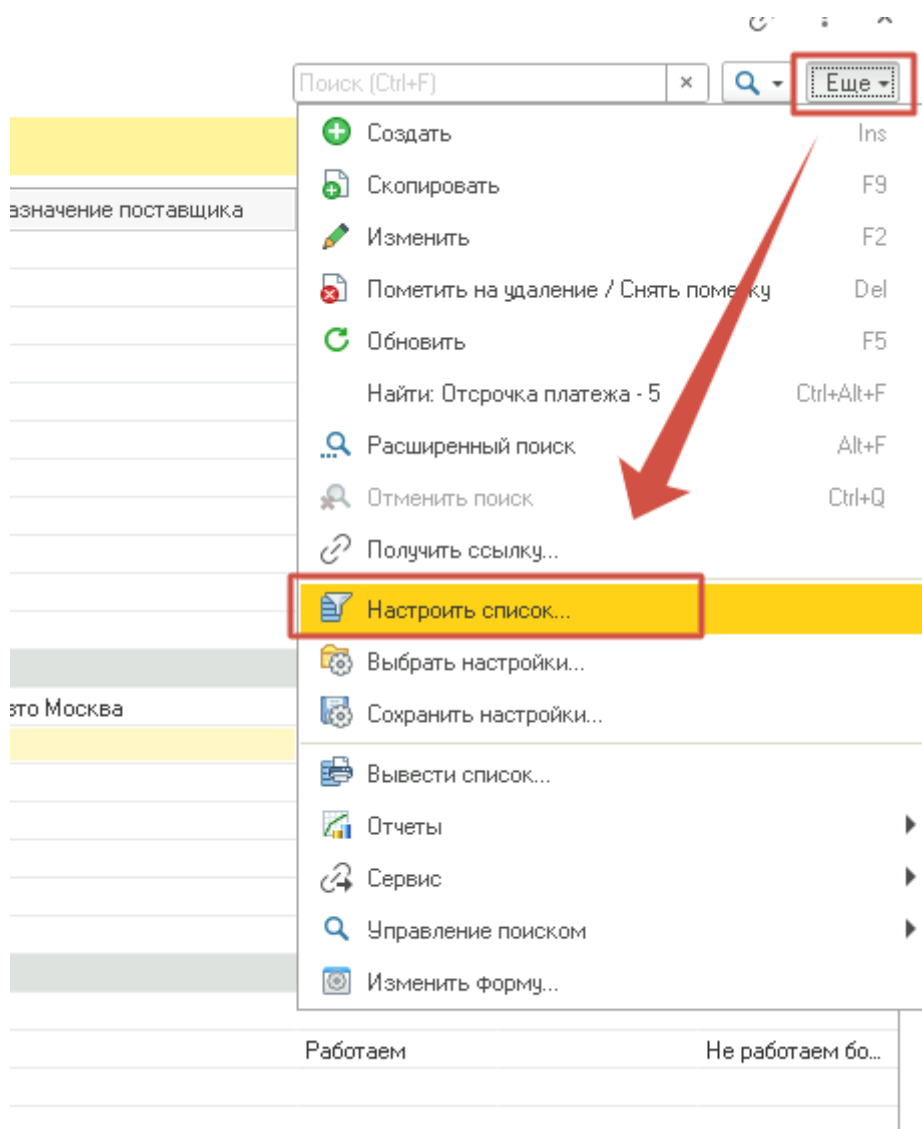 Поиск (Ctrl+F) × Еще
Создать Ins
Скопировать F9
азначение поставщика
Изменить F2
Пометить на удаление / Снять пометку Del
Обновить F5
Найти: Отсрочка платежа - 5 Ctrl+Alt+F
Расширенный поиск Alt+F
Отменить поиск Ctrl+Q
Получить ссылку...
Настроить список...
Выбрать настройки...
Сохранить настройки...
вто Москва
Вывести список...
Отчеты
Сервис
Управление поиском
Изменить форму...
Работаем Не работаем бо...